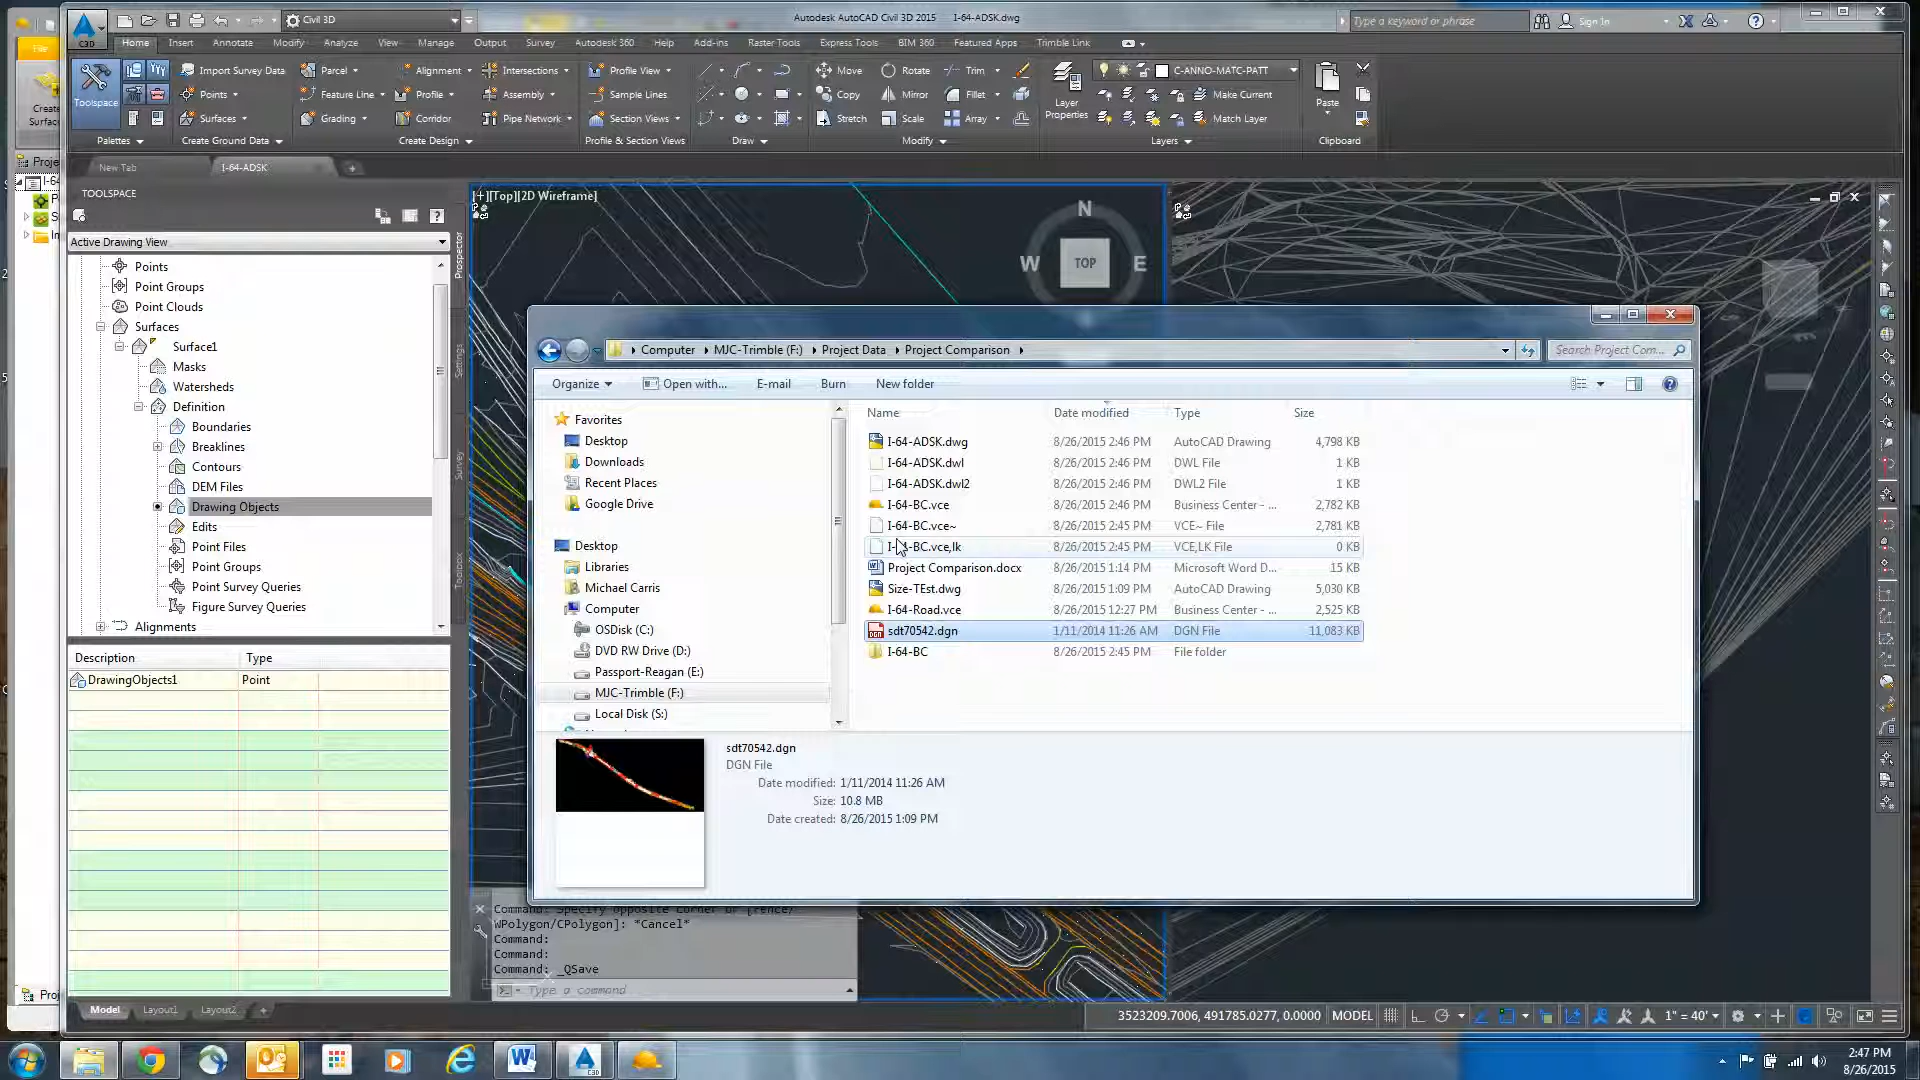 Civil 3D
Autodesk AutoCAD Civil 3D 2015 I-64-ADSK.dwg
Type a keyword or phrase
Sign In
C3D
Home Insert Annotate Modify Analyze View Manage Output Survey Autodesk 360 Help Add-ins Raster Tools Express Tools BIM 360 Featured Apps Trimble Link
File
Toolspace
Import Survey Data
Points
Surfaces
Parcel
Feature Line
Grading
Alignment
Profile
Corridor
Intersections
Assembly
Pipe Network
Profile View
Sample Lines
Section Views
Move Rotate Trim
Copy Mirror Fillet
Stretch Scale Array
Layer
Properties
C-ANNO-MATC-PATT
Make Current
Match Layer
Paste
Palettes Create Ground Data Create Design Profile & Section Views Draw Modify Layers Clipboard
New Tab I-64-ADSK
TOOLSPACE
Active Drawing View
Points
Point Groups
Point Clouds
Surfaces
Surface1
Masks
Watersheds
Definition
Boundaries
Breaklines
Contours
DEM Files
Drawing Objects
Edits
Point Files
Point Groups
Point Survey Queries
Figure Survey Queries
Alignments
Prospector
Settings
Survey
Toolbox
Description Type
DrawingObjects1 Point
[+][Top][2D Wireframe]
N
W TOP E
Computer MJC-Trimble (F:) Project Data Project Comparison
Search Project Com...
Organize Open with... E-mail Burn New folder
Favorites
Desktop
Downloads
Recent Places
Google Drive
Desktop
Libraries
Michael Carris
Computer
OSDisk (C:)
DVD RW Drive (D:)
Passport-Reagan (E:)
MJC-Trimble (F:)
Local Disk (S:)
Name Date modified Type Size
I-64-ADSK.dwg 8/26/2015 2:46 PM AutoCAD Drawing 4,798 KB
I-64-ADSK.dwl 8/26/2015 2:46 PM DWL File 1 KB
I-64-ADSK.dwl2 8/26/2015 2:46 PM DWL2 File 1 KB
I-64-BC.vce 8/26/2015 2:46 PM Business Center - ... 2,782 KB
I-64-BC.vce~ 8/26/2015 2:45 PM VCE~ File 2,781 KB
8/26/2015 2:45 PM VCE,LK File 0 KB
Project Comparison.docx 8/26/2015 1:14 PM Microsoft Word D... 15 KB
Size-TEst.dwg 8/26/2015 1:09 PM AutoCAD Drawing 5,030 KB
I-64-Road.vce 8/26/2015 12:27 PM Business Center - ... 2,525 KB
sdt70542.dgn 1/11/2014 11:26 AM DGN File 11,083 KB
I-64-BC 8/26/2015 2:45 PM File folder
sdt70542.dgn
DGN File
Date modified: 1/11/2014 11:26 AM
Size: 10.8 MB
Date created: 8/26/2015 1:09 PM
Command: Specify opposite corner or [Fence/
WPolygon/CPolygon]: *Cancel*
Command:
Command:
Command: _QSave
Type a command
Model Layout1 Layout2
3523209.7006, 491785.0277, 0.0000 MODEL 1" = 40'
2:47 PM
8/26/2015